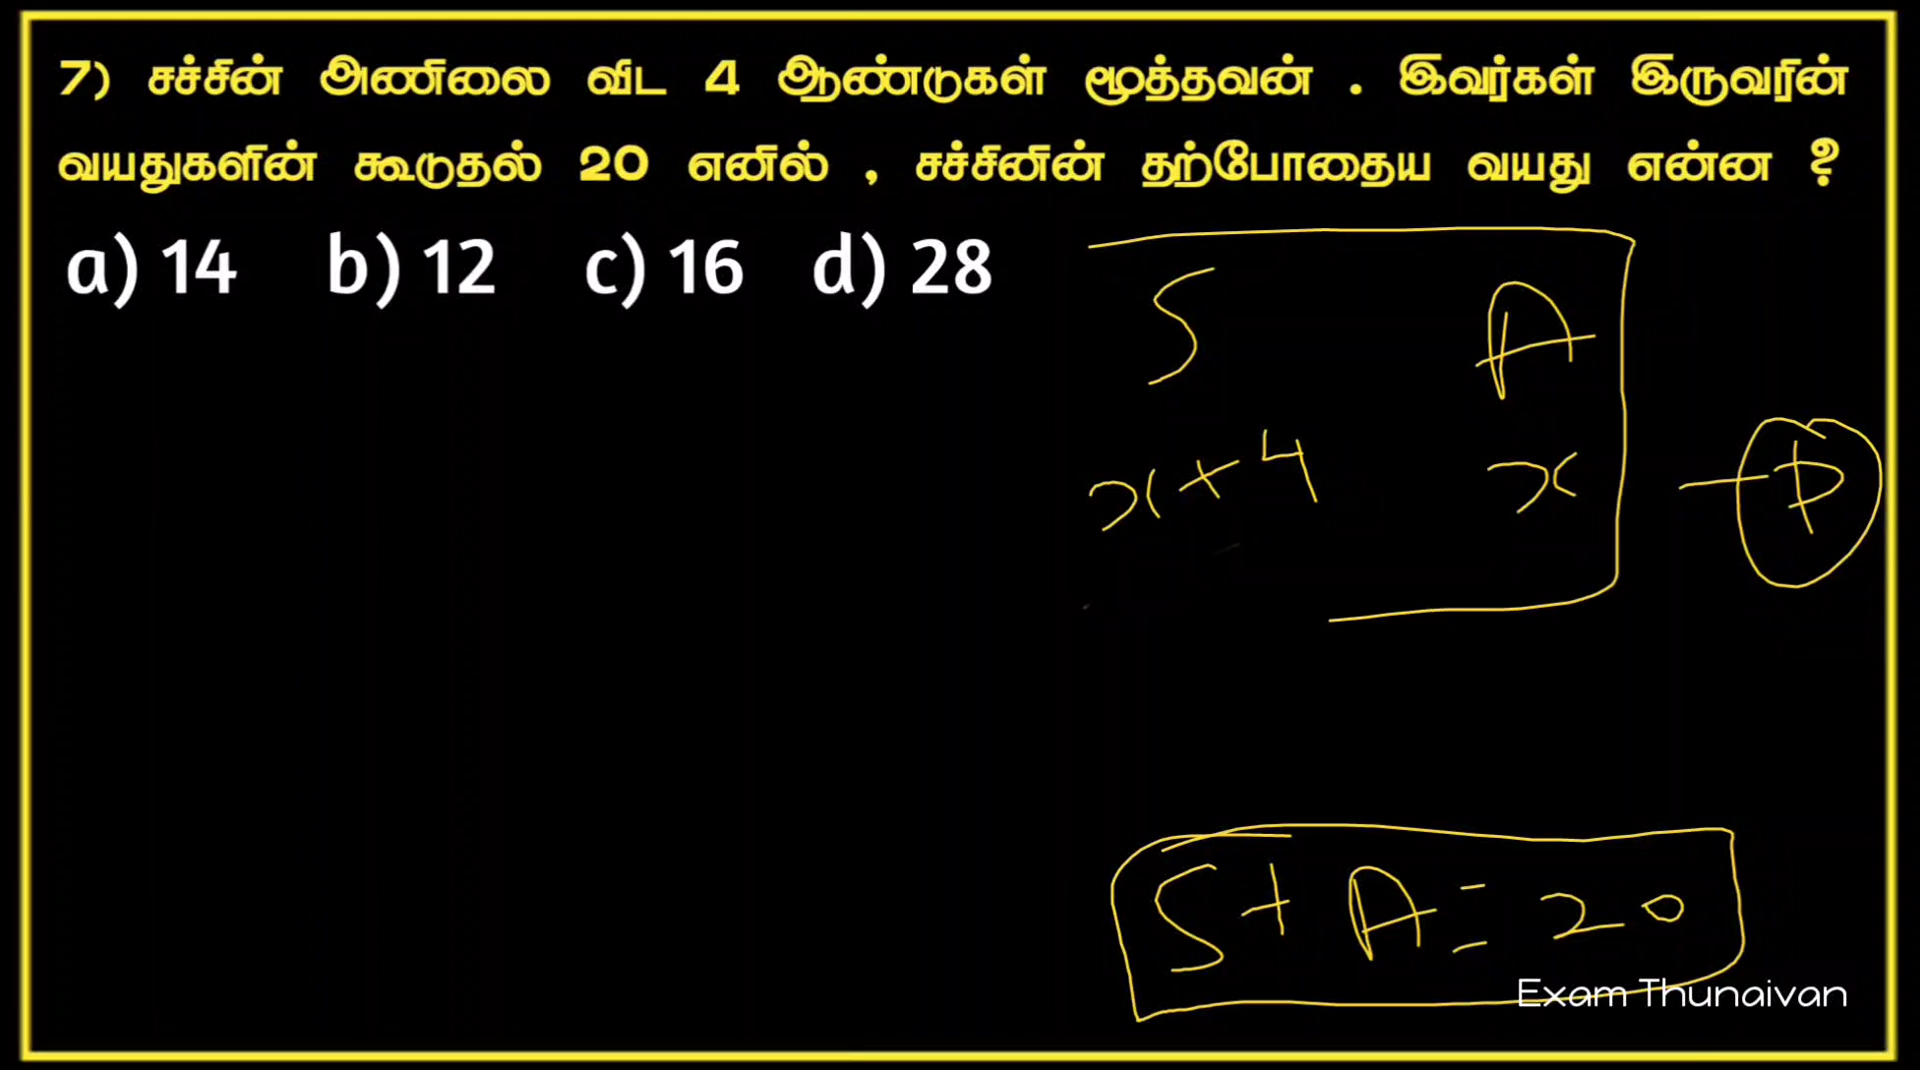 7) சச்சின் அணிலை விட 4 ஆண்டுகள் மூத்தவன் . இவர்கள் இருவரின்
வயதுகளின் கூடுதல் 20 எனில் , சச்சினின் தற்போதைய வயது என்ன ?
a) 14 b) 12 c) 16 d) 28
S A
x+4 x - P
S+ A = 20
Exam Thunaivan